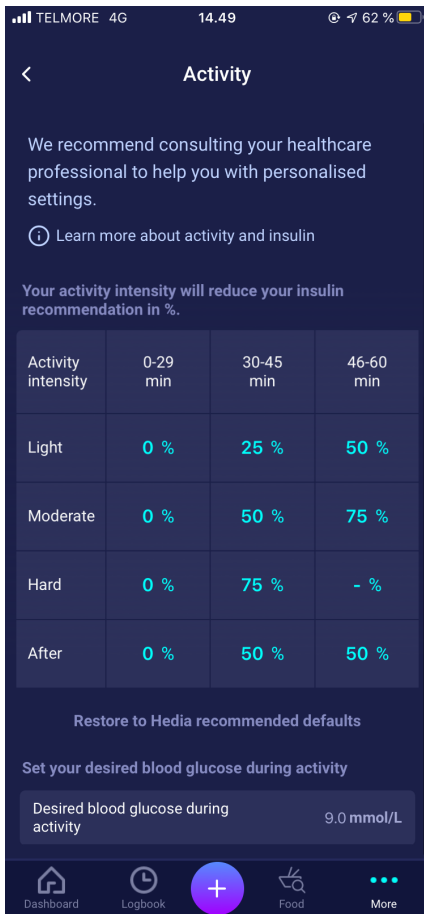 TELMORE 4G 14.49 62 %
Activity
We recommend consulting your healthcare
professional to help you with personalised
settings.
Learn more about activity and insulin
Your activity intensity will reduce your insulin
recommendation in %.
Activity intensity 0-29 min 30-45 min 46-60 min
Light 0 % 25 % 50 %
Moderate 0 % 50 % 75 %
Hard 0 % 75 % - %
After 0 % 50 % 50 %
Restore to Hedia recommended defaults
Set your desired blood glucose during activity
Desired blood glucose during
activity 9.0 mmol/L
Dashboard Logbook Food More